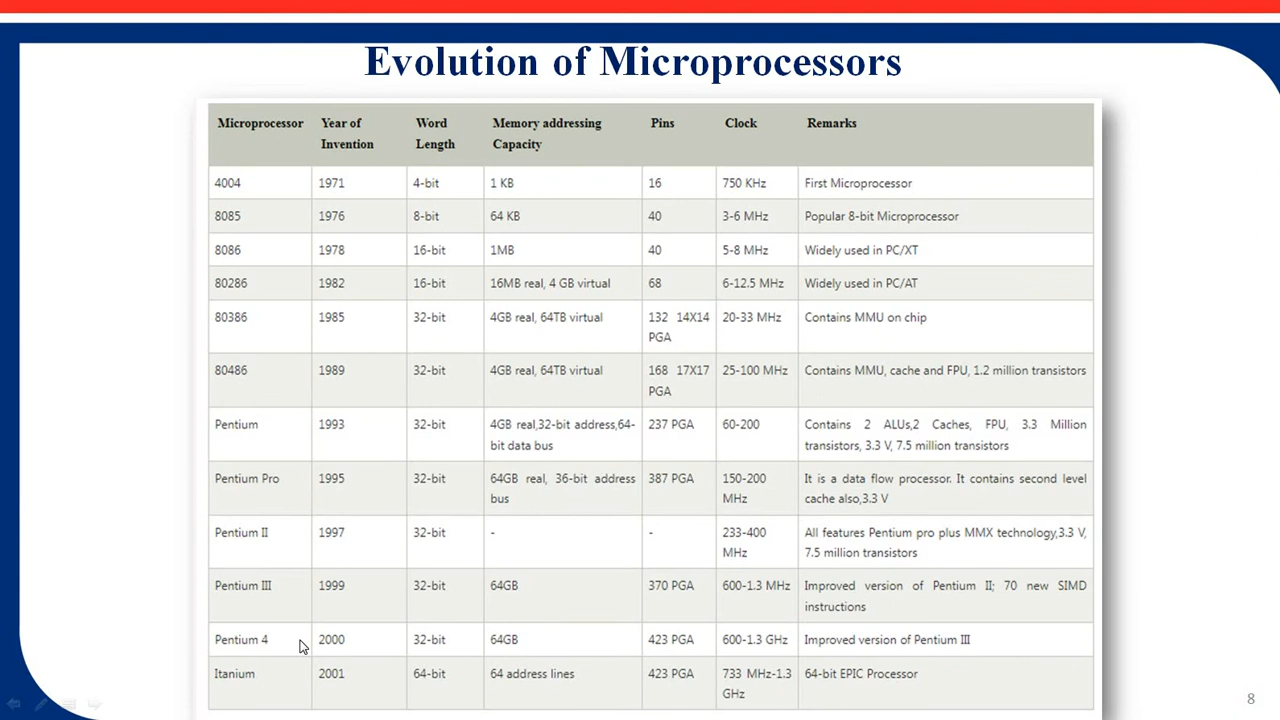 Evolution of Microprocessors
Microprocessor Year of Invention Word Length Memory addressing Capacity Pins Clock Remarks
4004 1971 4-bit 1 KB 16 750 KHz First Microprocessor
8085 1976 8-bit 64 KB 40 3-6 MHz Popular 8-bit Microprocessor
8086 1978 16-bit 1MB 40 5-8 MHz Widely used in PC/XT
80286 1982 16-bit 16MB real, 4 GB virtual 68 6-12.5 MHz Widely used in PC/AT
80386 1985 32-bit 4GB real, 64TB virtual 132 14X14 PGA 20-33 MHz Contains MMU on chip
80486 1989 32-bit 4GB real, 64TB virtual 168 17X17 PGA 25-100 MHz Contains MMU, cache and FPU, 1.2 million transistors
Pentium 1993 32-bit 4GB real,32-bit address,64-bit data bus 237 PGA 60-200 Contains 2 ALUs,2 Caches, FPU, 3.3 Million transistors, 3.3 V, 7.5 million transistors
Pentium Pro 1995 32-bit 64GB real, 36-bit address bus 387 PGA 150-200 MHz It is a data flow processor. It contains second level cache also,3.3 V
Pentium II 1997 32-bit - - 233-400 MHz All features Pentium pro plus MMX technology,3.3 V, 7.5 million transistors
Pentium III 1999 32-bit 64GB 370 PGA 600-1.3 MHz Improved version of Pentium II; 70 new SIMD instructions
Pentium 4 2000 32-bit 64GB 423 PGA 600-1.3 GHz Improved version of Pentium III
Itanium 2001 64-bit 64 address lines 423 PGA 733 MHz-1.3 GHz 64-bit EPIC Processor
8